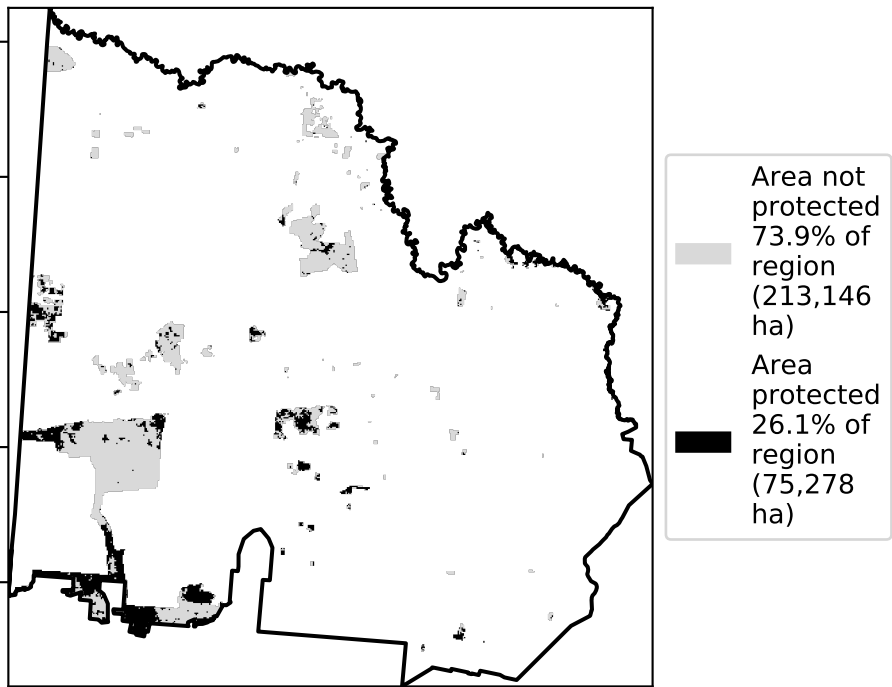 Area not
protected
73.9% of
region
(213,146
ha)
Area
protected
26.1% of
region
(75,278
ha)